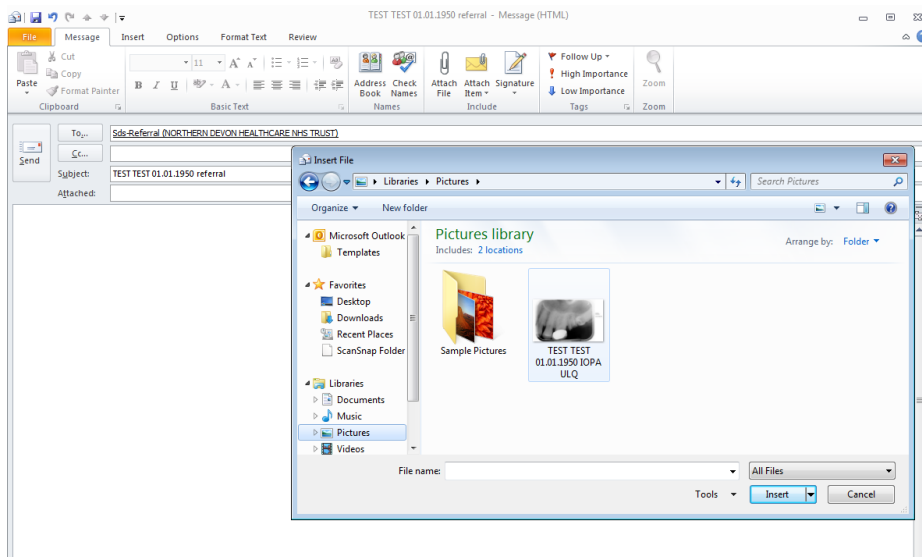 TEST TEST 01.01.1950 referral - Message (HTML)
File Message Insert Options Format Text Review
Paste
Cut
Copy
Format Painter
Clipboard
11
B I U
Basic Text
Address Book
Check Names
Names
Attach File
Attach Item
Signature
Include
Follow Up
High Importance
Low Importance
Tags
Zoom
Zoom
Send
To...
Sds-Referral (NORTHERN DEVON HEALTHCARE NHS TRUST)
Cc...
Subject: TEST TEST 01.01.1950 referral
Attached:
Insert File
Libraries Pictures
Search Pictures
Organize New folder
Microsoft Outlook
Templates
Favorites
Desktop
Downloads
Recent Places
ScanSnap Folder
Libraries
Documents
Music
Pictures
Videos
Pictures library
Includes: 2 locations
Arrange by: Folder
Sample Pictures
TEST TEST
01.01.1950 IOPA
ULQ
File name:
All Files
Tools Insert Cancel